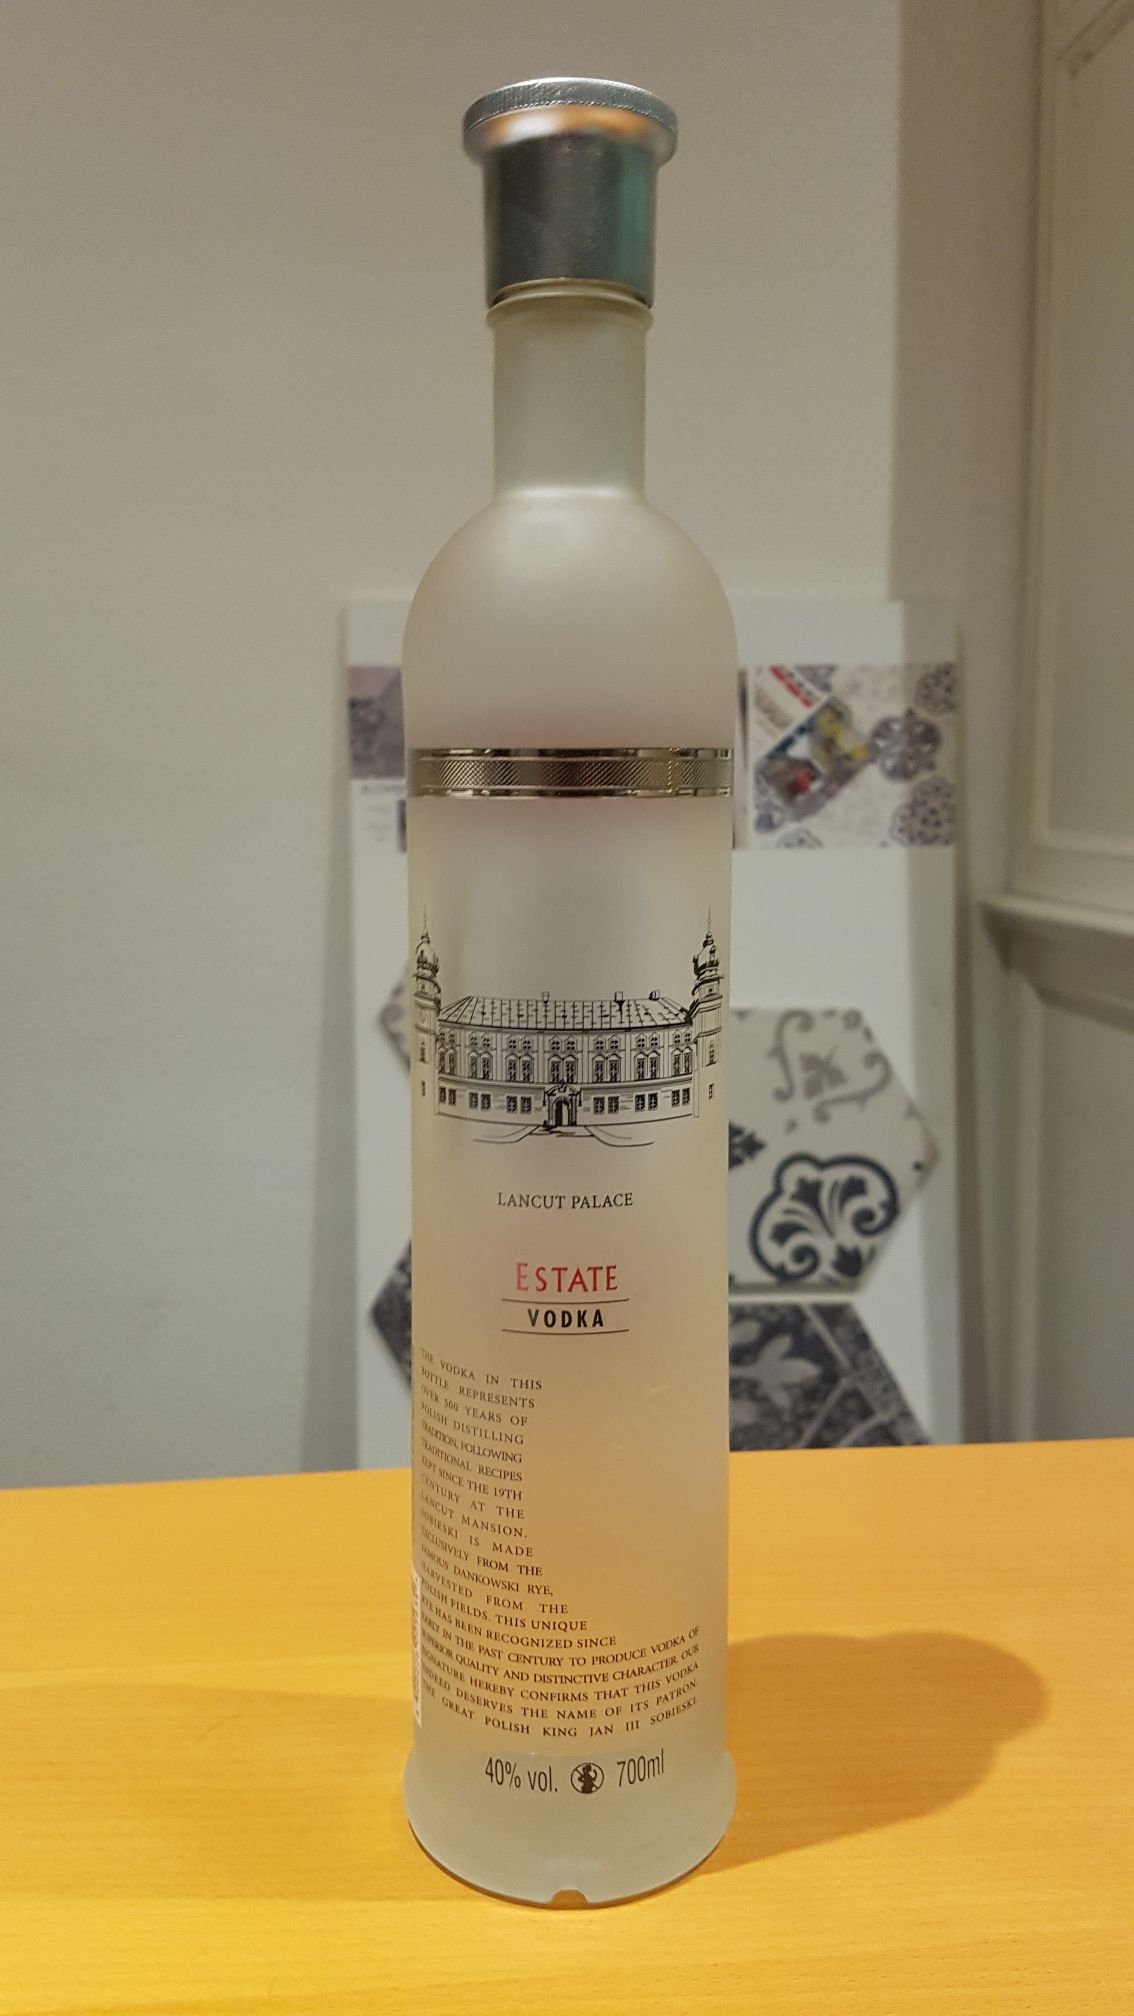 LANCUT PALACE
ESTATE
VODKA
THE VODKA IN THIS
BOTTLE REPRESENTS
OVER 300 YEARS OF
POLISH DISTILLING
TRADITION, FOLLOWING
TRADITIONAL RECIPES
KEPT SINCE THE 19TH
CENTURY AT THE
LANCUT MANSION.
SOBIESKI IS MADE
EXCLUSIVELY FROM THE
FAMOUS DANKOWSKI RYE,
HARVESTED FROM THE
POLISH FIELDS. THIS UNIQUE
RYE HAS BEEN RECOGNIZED SINCE
EARLY IN THE PAST CENTURY TO PRODUCE VODKA OF
SUPERIOR QUALITY AND DISTINCTIVE CHARACTER. OUR
SIGNATURE HEREBY CONFIRMS THAT THIS VODKA
INDEED DESERVES THE NAME OF ITS PATRON:
THE GREAT POLISH KING JAN III SOBIESKI.
40% vol. 700ml